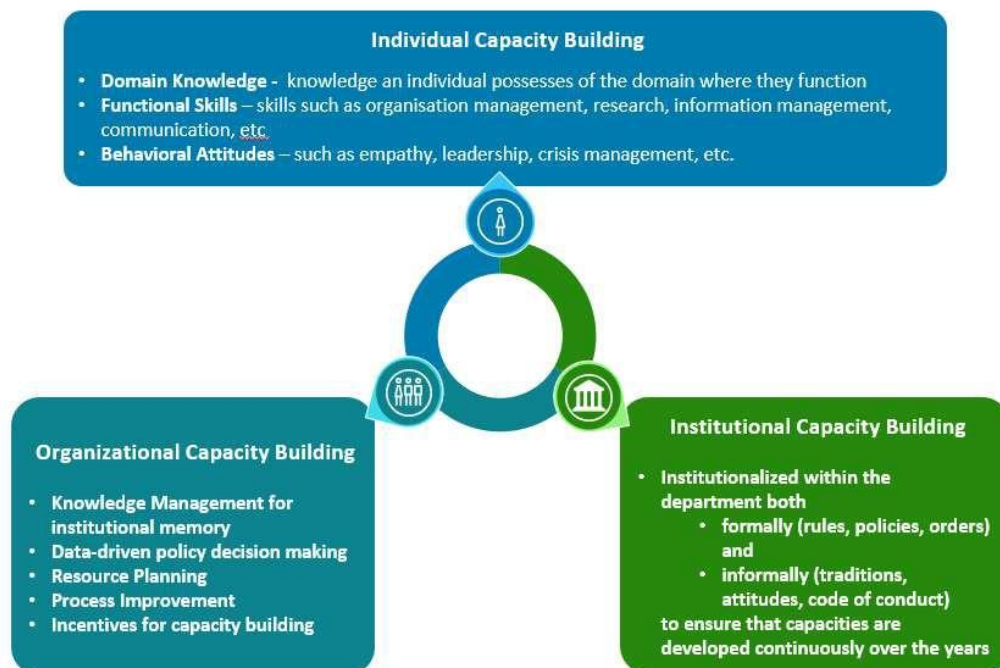 Individual Capacity Building
• Domain Knowledge - knowledge an individual possesses of the domain where they function
• Functional Skills – skills such as organisation management, research, information management,
communication, etc
• Behavioral Attitudes – such as empathy, leadership, crisis management, etc.
Organizational Capacity Building
• Knowledge Management for
institutional memory
• Data-driven policy decision making
• Resource Planning
• Process Improvement
• Incentives for capacity building
Institutional Capacity Building
• Institutionalized within the
department both
• formally (rules, policies, orders)
and
• informally (traditions,
attitudes, code of conduct)
to ensure that capacities are
developed continuously over the years